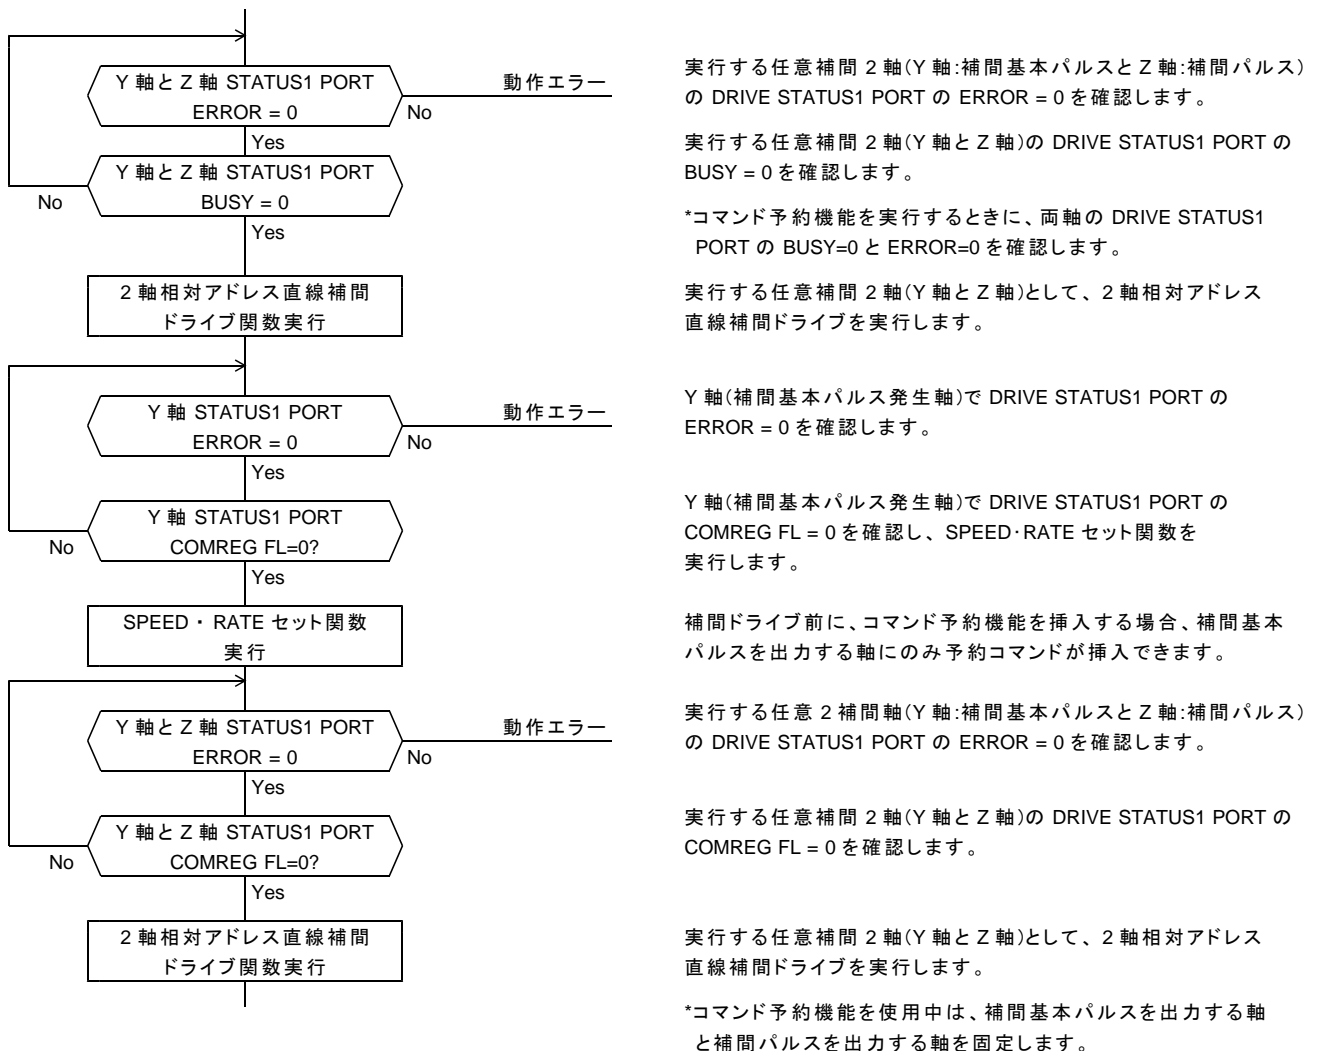 Y 軸と Z 軸 STATUS1 PORT
ERROR = 0
動作エラー
No
Yes
実行する任意補間 2 軸(Y 軸:補間基本パルスと Z 軸:補間パルス)
の DRIVE STATUS1 PORT の ERROR = 0 を確認します。
Y 軸と Z 軸 STATUS1 PORT
BUSY = 0
No
Yes
実行する任意補間 2 軸(Y 軸と Z 軸)の DRIVE STATUS1 PORT の
BUSY = 0 を確認します。
*コマンド予約機能を実行するときに、両軸の DRIVE STATUS1
PORT の BUSY=0 と ERROR=0 を確認します。
2 軸相対アドレス直線補間
ドライブ関数実行
実行する任意補間 2 軸(Y 軸と Z 軸)として、2 軸相対アドレス
直線補間ドライブを実行します。
Y 軸 STATUS1 PORT
ERROR = 0
動作エラー
No
Yes
Y 軸(補間基本パルス発生軸)で DRIVE STATUS1 PORT の
ERROR = 0 を確認します。
Y 軸 STATUS1 PORT
COMREG FL=0?
No
Yes
Y 軸(補間基本パルス発生軸)で DRIVE STATUS1 PORT の
COMREG FL = 0 を確認し、SPEED･RATE セット関数を
実行します。
SPEED・RATE セット関数
実行
補間ドライブ前に、コマンド予約機能を挿入する場合、補間基本
パルスを出力する軸にのみ予約コマンドが挿入できます。
Y 軸と Z 軸 STATUS1 PORT
ERROR = 0
動作エラー
No
Yes
実行する任意 2 補間軸(Y 軸:補間基本パルスと Z 軸:補間パルス)
の DRIVE STATUS1 PORT の ERROR = 0 を確認します。
Y 軸と Z 軸 STATUS1 PORT
COMREG FL=0?
No
Yes
実行する任意補間 2 軸(Y 軸と Z 軸)の DRIVE STATUS1 PORT の
COMREG FL = 0 を確認します。
2 軸相対アドレス直線補間
ドライブ関数実行
実行する任意補間 2 軸(Y 軸と Z 軸)として、2 軸相対アドレス
直線補間ドライブを実行します。
*コマンド予約機能を使用中は、補間基本パルスを出力する軸
と補間パルスを出力する軸を固定します。